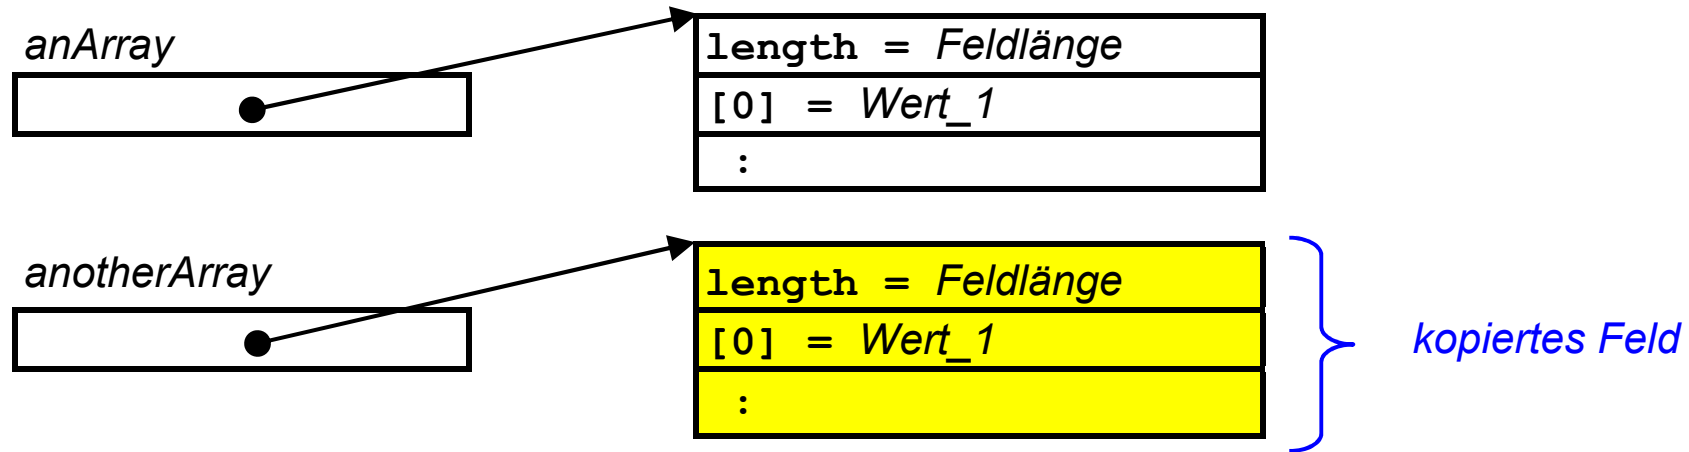 anArray
length = Feldlänge
[0] = Wert_1
:
anotherArray
length = Feldlänge
[0] = Wert_1
:
kopiertes Feld